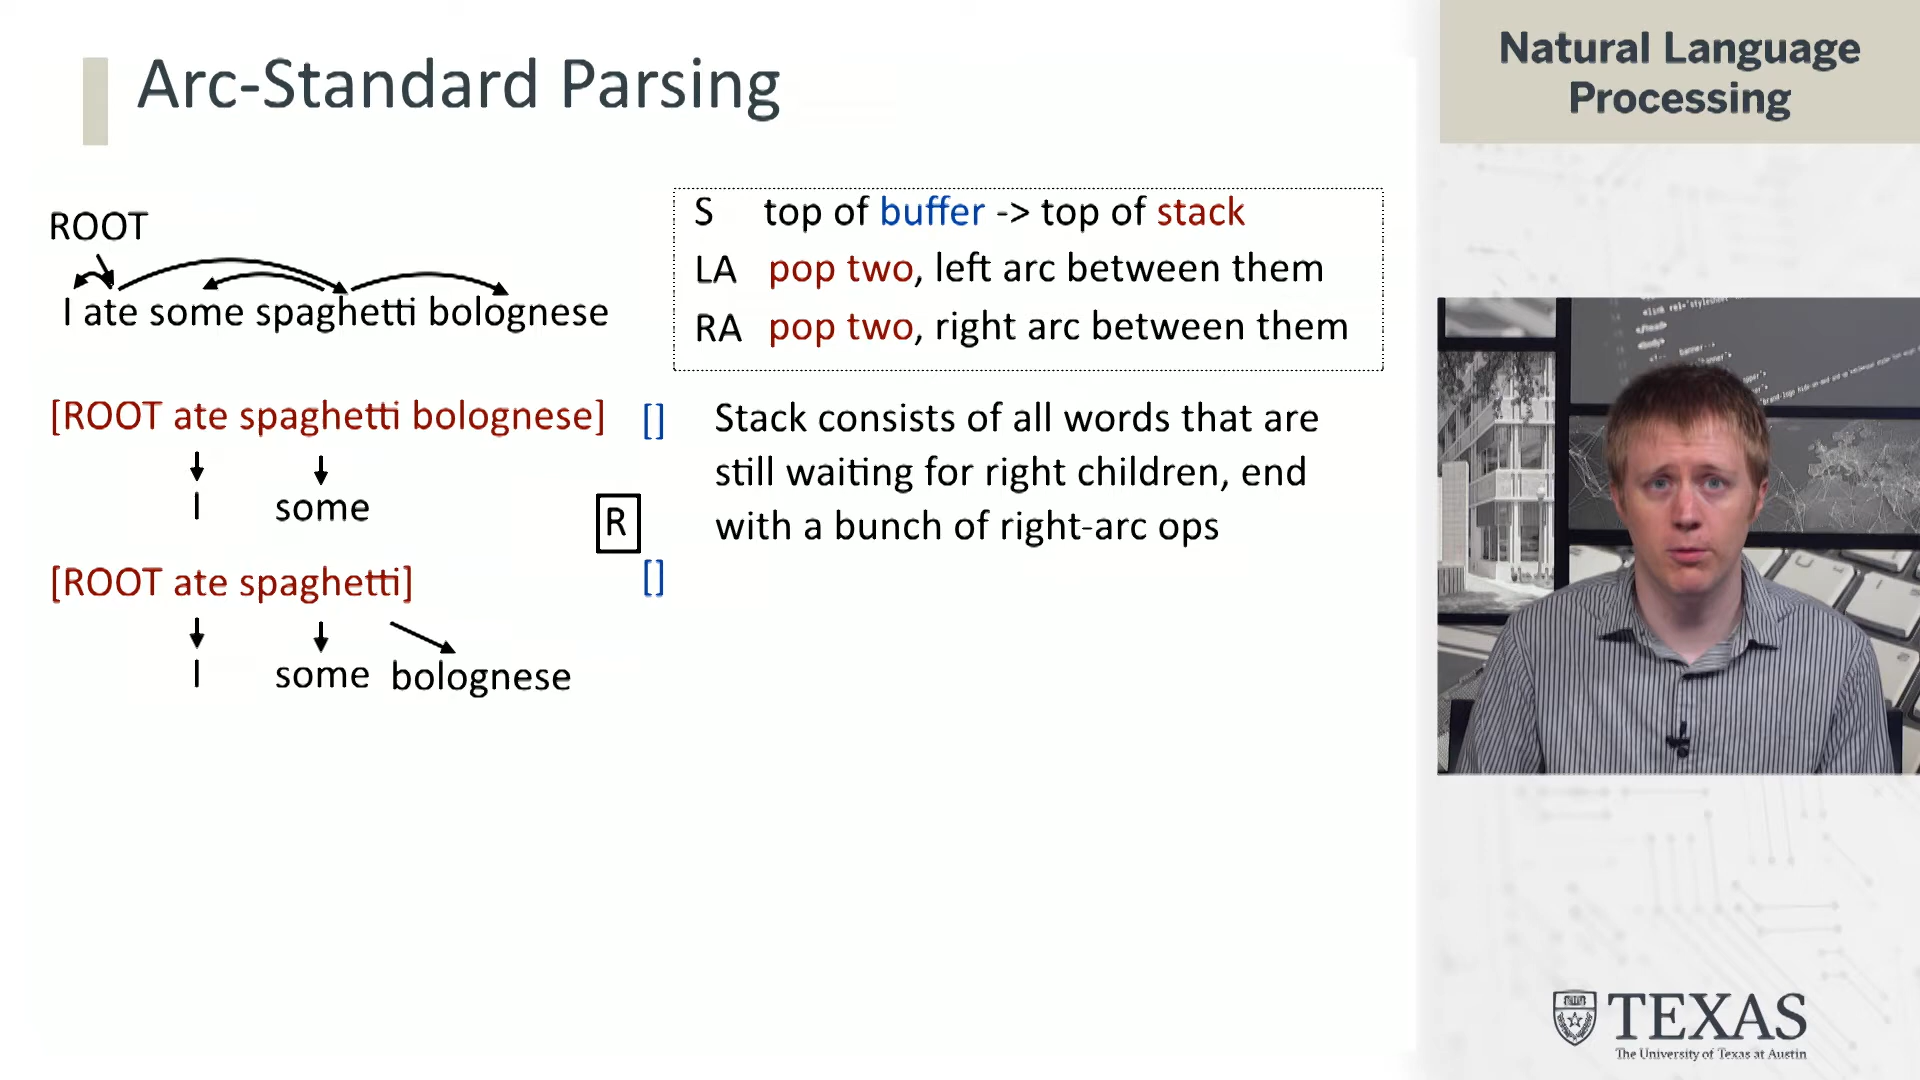 Arc-Standard Parsing
Natural Language
Processing
ROOT
I ate some spaghetti bolognese
S top of buffer -> top of stack
LA pop two, left arc between them
RA pop two, right arc between them
[ROOT ate spaghetti bolognese] []
I some
R
[ROOT ate spaghetti] []
I some bolognese
Stack consists of all words that are
still waiting for right children, end
with a bunch of right-arc ops
TEXAS
The University of Texas at Austin